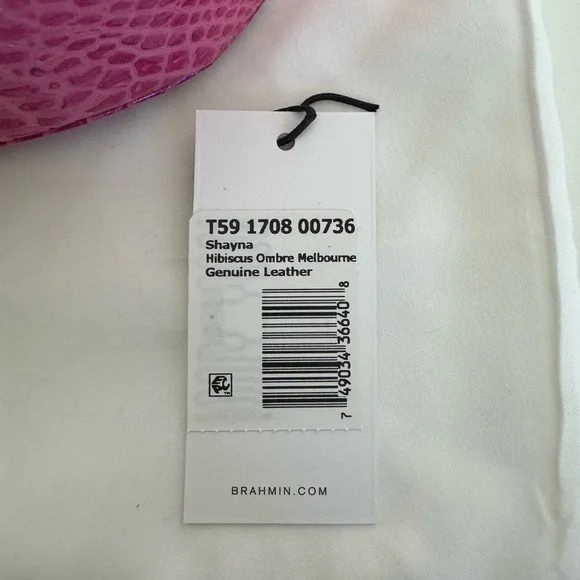 T59 1708 00736
Shayna
Hibiscus Ombre Melbourne
Genuine Leather
7 49034 36640 8
BRAHMIN.COM